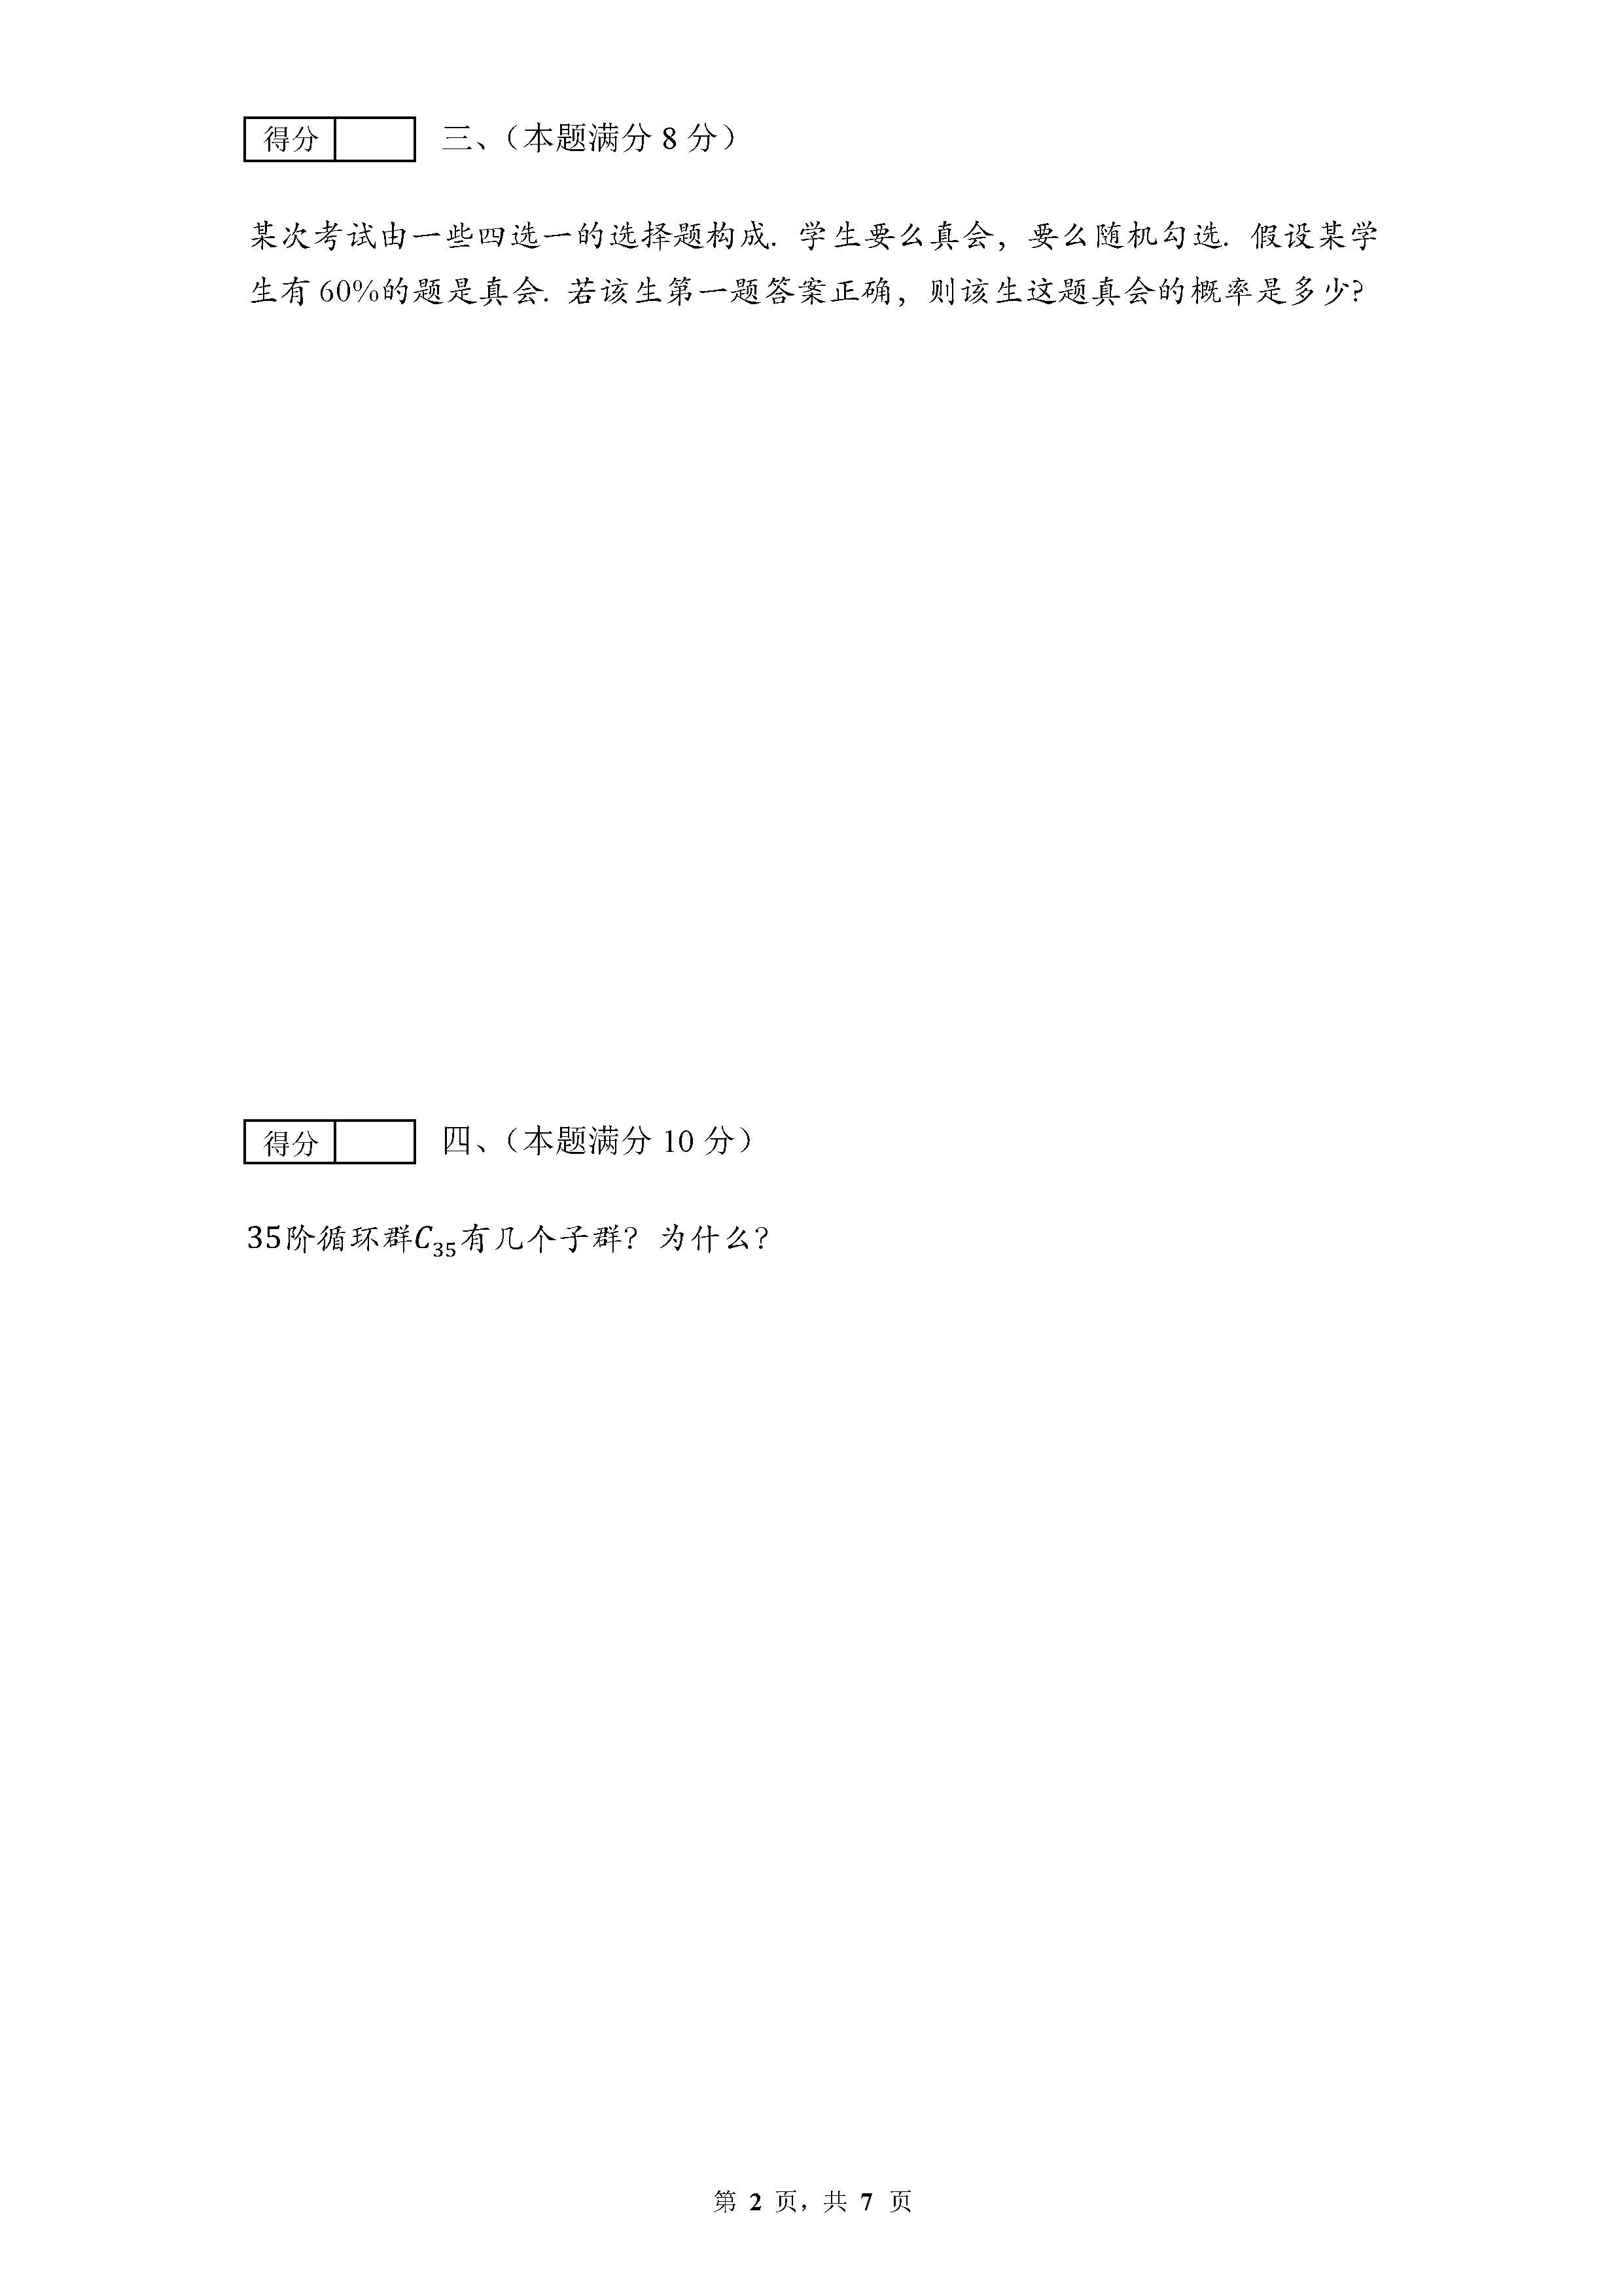 得分 三、（本题满分 8 分）
某次考试由一些四选一的选择题构成. 学生要么真会，要么随机勾选. 假设某学
生有 60%的题是真会. 若该生第一题答案正确，则该生这题真会的概率是多少?
得分 四、（本题满分 10 分）
35阶循环群C₃₅有几个子群? 为什么?
第 2 页，共 7 页